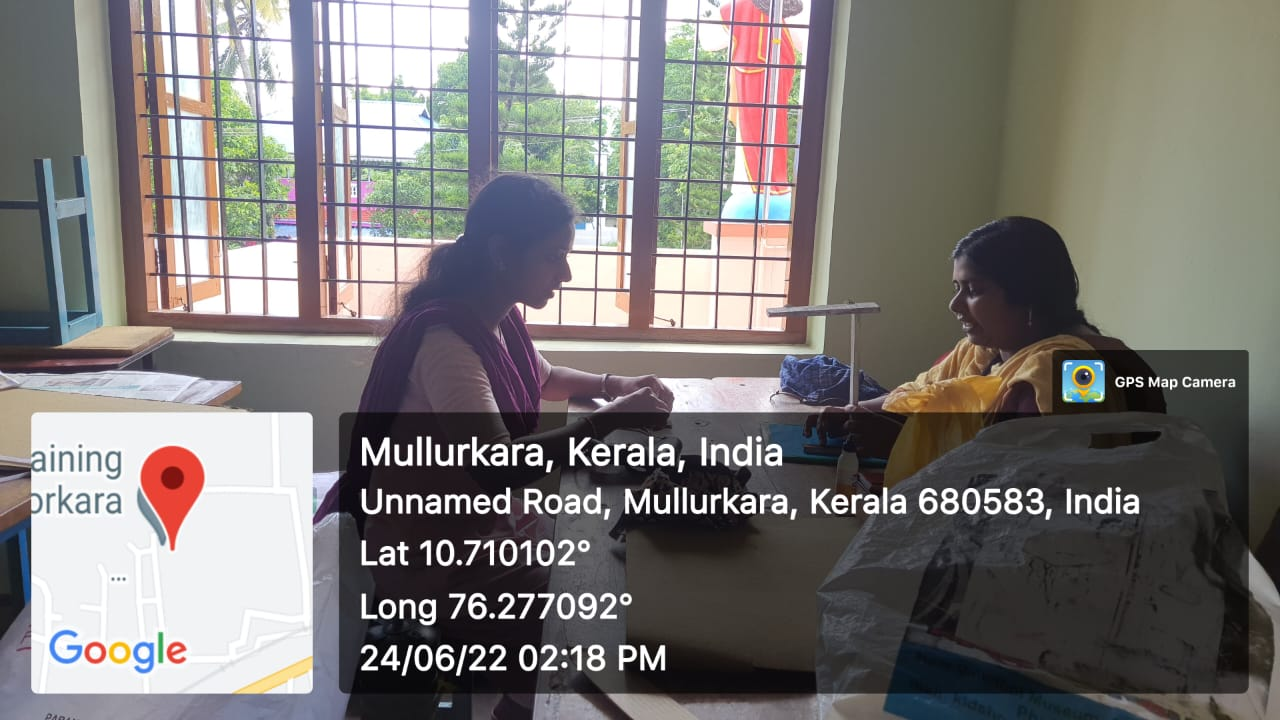 GPS Map Camera
aining
orkara
Google
Mullurkara, Kerala, India
Unnamed Road, Mullurkara, Kerala 680583, India
Lat 10.710102°
Long 76.277092°
24/06/22 02:18 PM